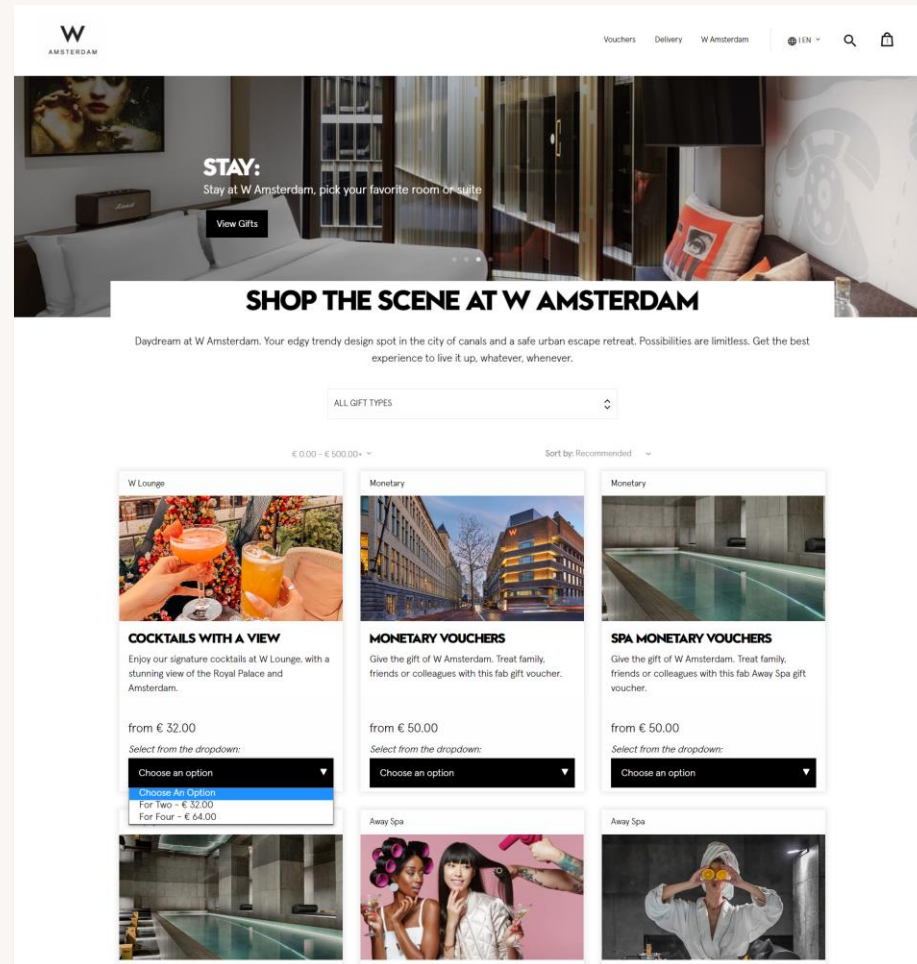 W
AMSTERDAM
Vouchers Delivery W Amsterdam | EN
1
STAY:
Stay at W Amsterdam, pick your favorite room or suite
View Gifts
SHOP THE SCENE AT W AMSTERDAM
Daydream at W Amsterdam. Your edgy trendy design spot in the city of canals and a safe urban escape retreat. Possibilities are limitless. Get the best
experience to live it up, whatever, whenever.
ALL GIFT TYPES
€ 0.00 – € 500.00+
Sort by: Recommended
W Lounge
COCKTAILS WITH A VIEW
Enjoy our signature cocktails at W Lounge, with a
stunning view of the Royal Palace and
Amsterdam.
from € 32.00
Select from the dropdown:
Choose an option
Choose An Option
For Two - € 32.00
For Four - € 64.00
Monetary
W
MONETARY VOUCHERS
Give the gift of W Amsterdam. Treat family,
friends or colleagues with this fab gift voucher.
from € 50.00
Select from the dropdown:
Choose an option
Monetary
SPA MONETARY VOUCHERS
Give the gift of W Amsterdam. Treat family,
friends or colleagues with this fab Away Spa gift
voucher.
from € 50.00
Select from the dropdown:
Choose an option
Away Spa
Away Spa